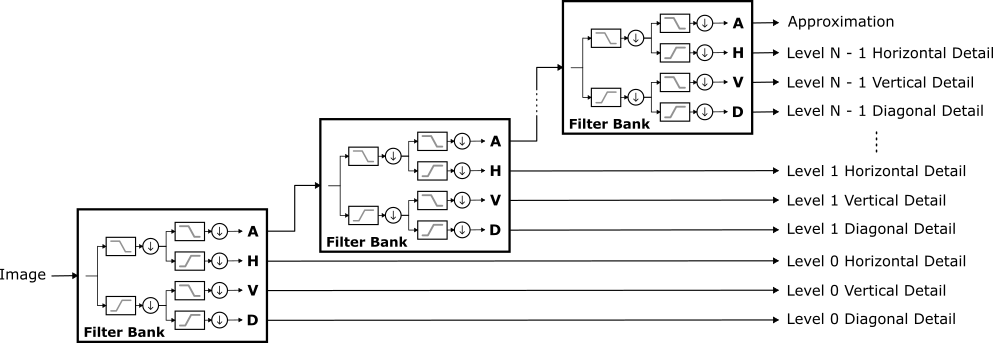 A Approximation
H Level N - 1 Horizontal Detail
V Level N - 1 Vertical Detail
D Level N - 1 Diagonal Detail
Filter Bank
A
H Level 1 Horizontal Detail
V Level 1 Vertical Detail
D Level 1 Diagonal Detail
Filter Bank
A
H Level 0 Horizontal Detail
Image
V Level 0 Vertical Detail
D Level 0 Diagonal Detail
Filter Bank